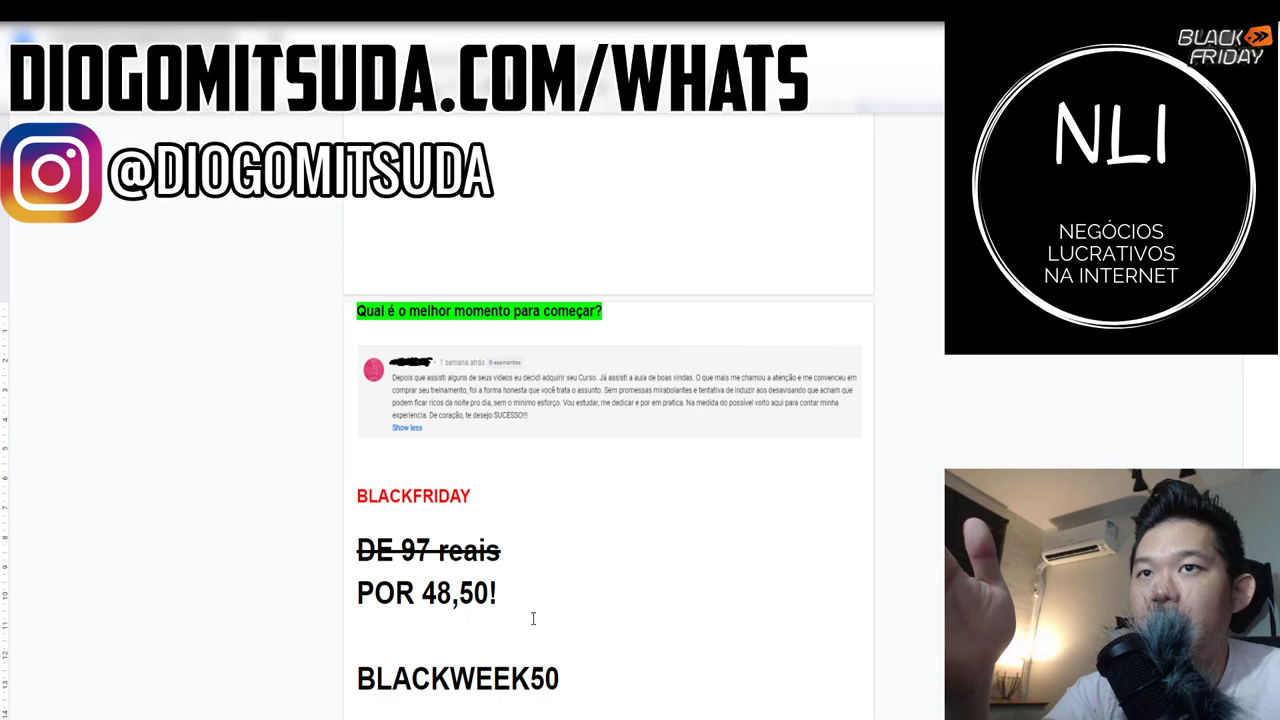 DIOGOMITSUDA.COM/WHATS
@DIOGOMITSUDA
BLACK
FRIDAY
NLI
NEGÓCIOS
LUCRATIVOS
NA INTERNET
Qual é o melhor momento para começar?
1 semana atrás 0 assinantes
Depois que assisti alguns de seus videos eu decidi adquirir seu Curso. Já assisti a aula de boas vindas. O que mais me chamou a atenção e me convenceu em
comprar seu treinamento, foi a forma honesta que você trata o assunto. Sem promessas mirabolantes e tentativa de induzir aos desavisando que acham que
podem ficar ricos da noite pro dia, sem o mínimo esforço. Vou estudar, me dedicar e por em pratica. Na medida do possível volto aqui para contar minha
experiencia. De coração, te desejo SUCESSO!!!
Show less
BLACKFRIDAY
DE 97 reais
POR 48,50!
BLACKWEEK50